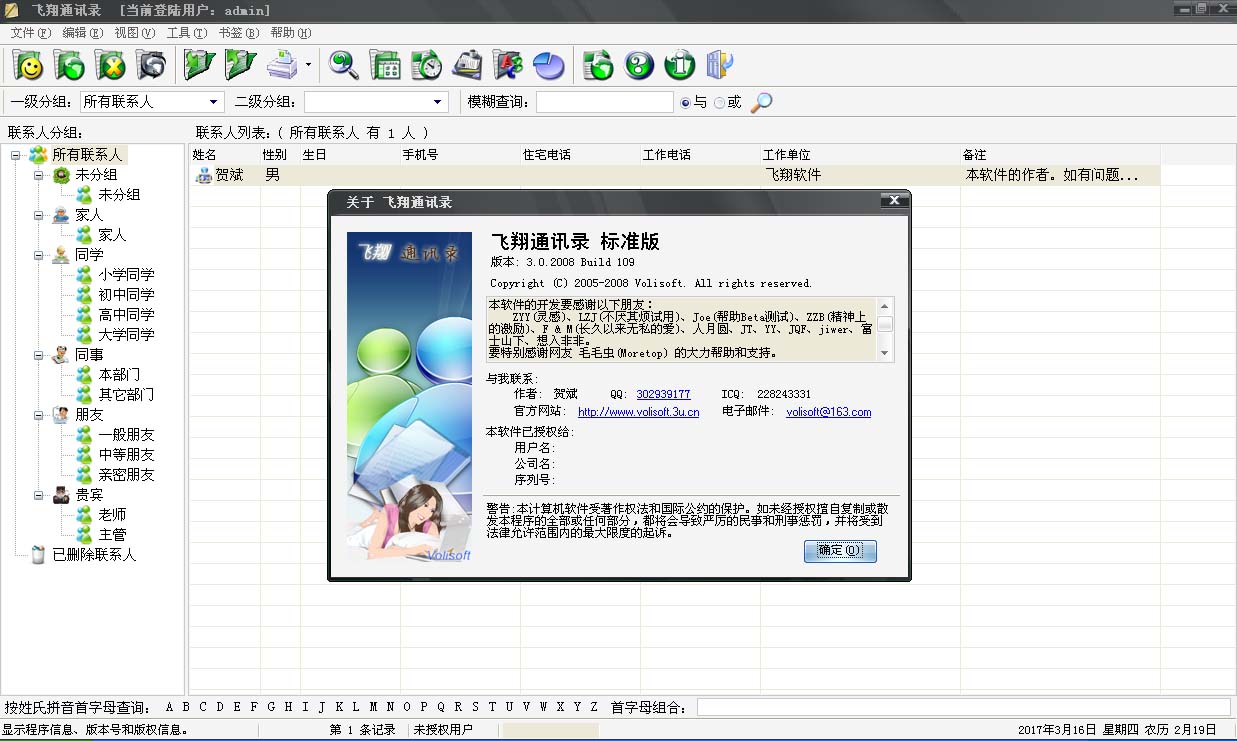 飞翔通讯录 [当前登陆用户：admin]
文件(F) 编辑(E) 视图(V) 工具(T) 书签(B) 帮助(H)
一级分组： 所有联系人 二级分组： 模糊查询： 与 或
联系人分组： 联系人列表：( 所有联系人 有 1 人 )
姓名 性别 生日 手机号 住宅电话 工作电话 工作单位 备注
贺斌 男 飞翔软件 本软件的作者。如有问题...
所有联系人
未分组
未分组
家人
家人
同学
小学同学
初中同学
高中同学
大学同学
同事
本部门
其它部门
朋友
一般朋友
中等朋友
亲密朋友
贵宾
老师
主管
已删除联系人
关于 飞翔通讯录
飞翔 通讯录
Volisoft
飞翔通讯录 标准版
版本: 3.0.2008 Build 109
Copyright (C) 2005-2008 Volisoft. All rights reserved.
本软件的开发要感谢以下朋友：
ZYY(灵感)、LZJ(不厌其烦试用)、Joe(帮助Beta测试)、ZZB(精神上
的激励)、F & M(长久以来无私的爱)、人月圆、JT、YY、JQF、jiwer、富
士山下、想入非非。
要特别感谢网友 毛毛虫(Moretop) 的大力帮助和支持。
与我联系:
作者: 贺斌 QQ: 302939177 ICQ: 228243331
官方网站: http://www.volisoft.3u.cn 电子邮件: volisoft@163.com
本软件已授权给:
用户名:
公司名:
序列号:
警告:本计算机软件受著作权法和国际公约的保护。如未经授权擅自复制或散
发本程序的全部或任何部分，都将会导致严厉的民事和刑事惩罚，并将受到
法律允许范围内的最大限度的起诉。
确定(O)
按姓氏拼音首字母查询： A B C D E F G H I J K L M N O P Q R S T U V W X Y Z 首字母组合：
显示程序信息、版本号和版权信息。 第 1 条记录 未授权用户 2017年3月16日 星期四 农历 2月19日